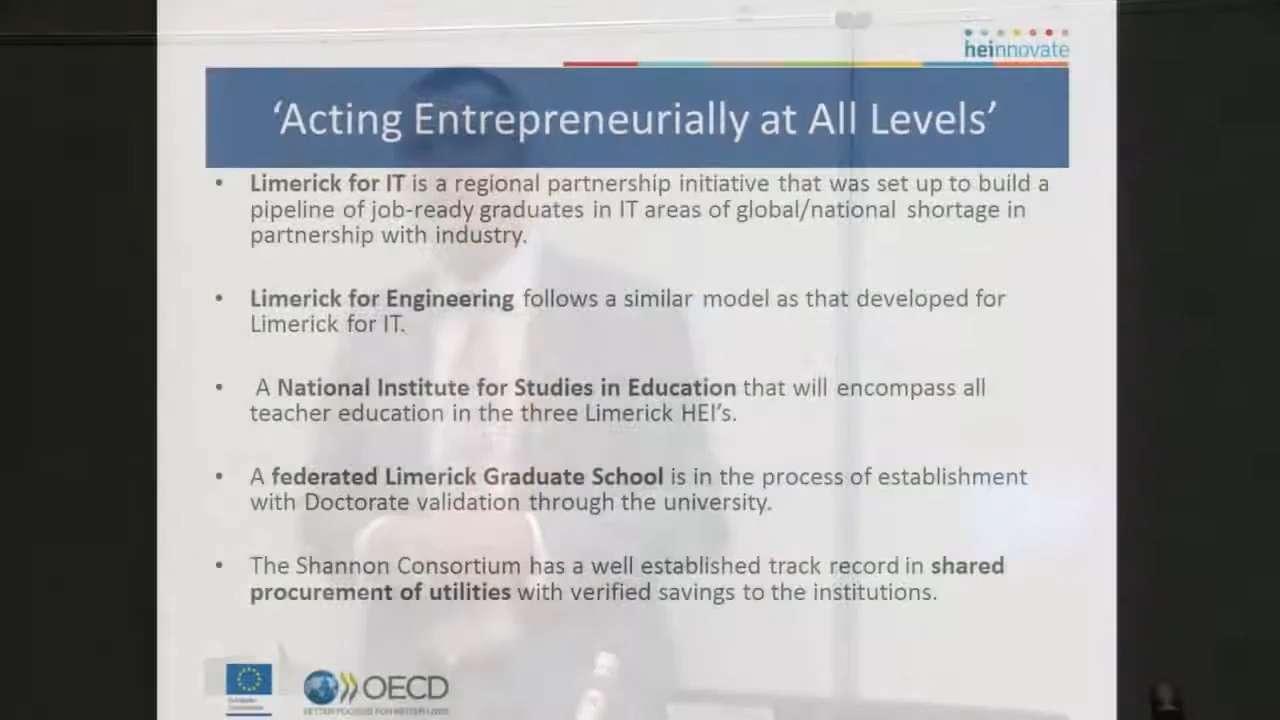 heinnovate
‘Acting Entrepreneurially at All Levels’
• Limerick for IT is a regional partnership initiative that was set up to build a
pipeline of job-ready graduates in IT areas of global/national shortage in
partnership with industry.
• Limerick for Engineering follows a similar model as that developed for
Limerick for IT.
• A National Institute for Studies in Education that will encompass all
teacher education in the three Limerick HEI’s.
• A federated Limerick Graduate School is in the process of establishment
with Doctorate validation through the university.
• The Shannon Consortium has a well established track record in shared
procurement of utilities with verified savings to the institutions.
European
Commission
OECD
BETTER POLICIES FOR BETTER LIVES